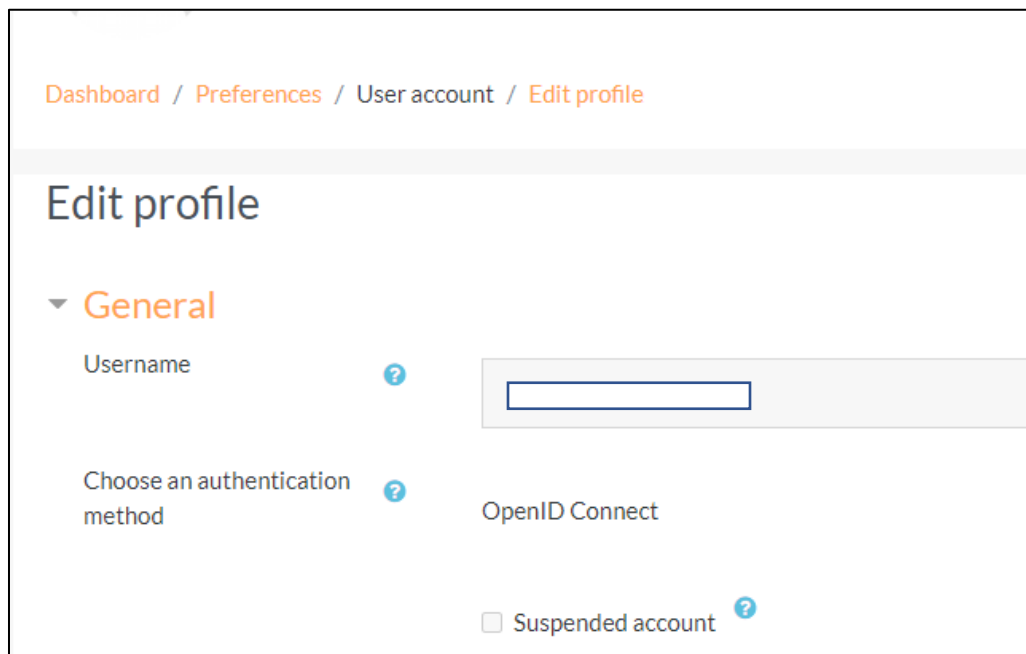 Dashboard / Preferences / User account / Edit profile
Edit profile
General
Username
?
Choose an authentication
method
?
OpenID Connect
Suspended account
?